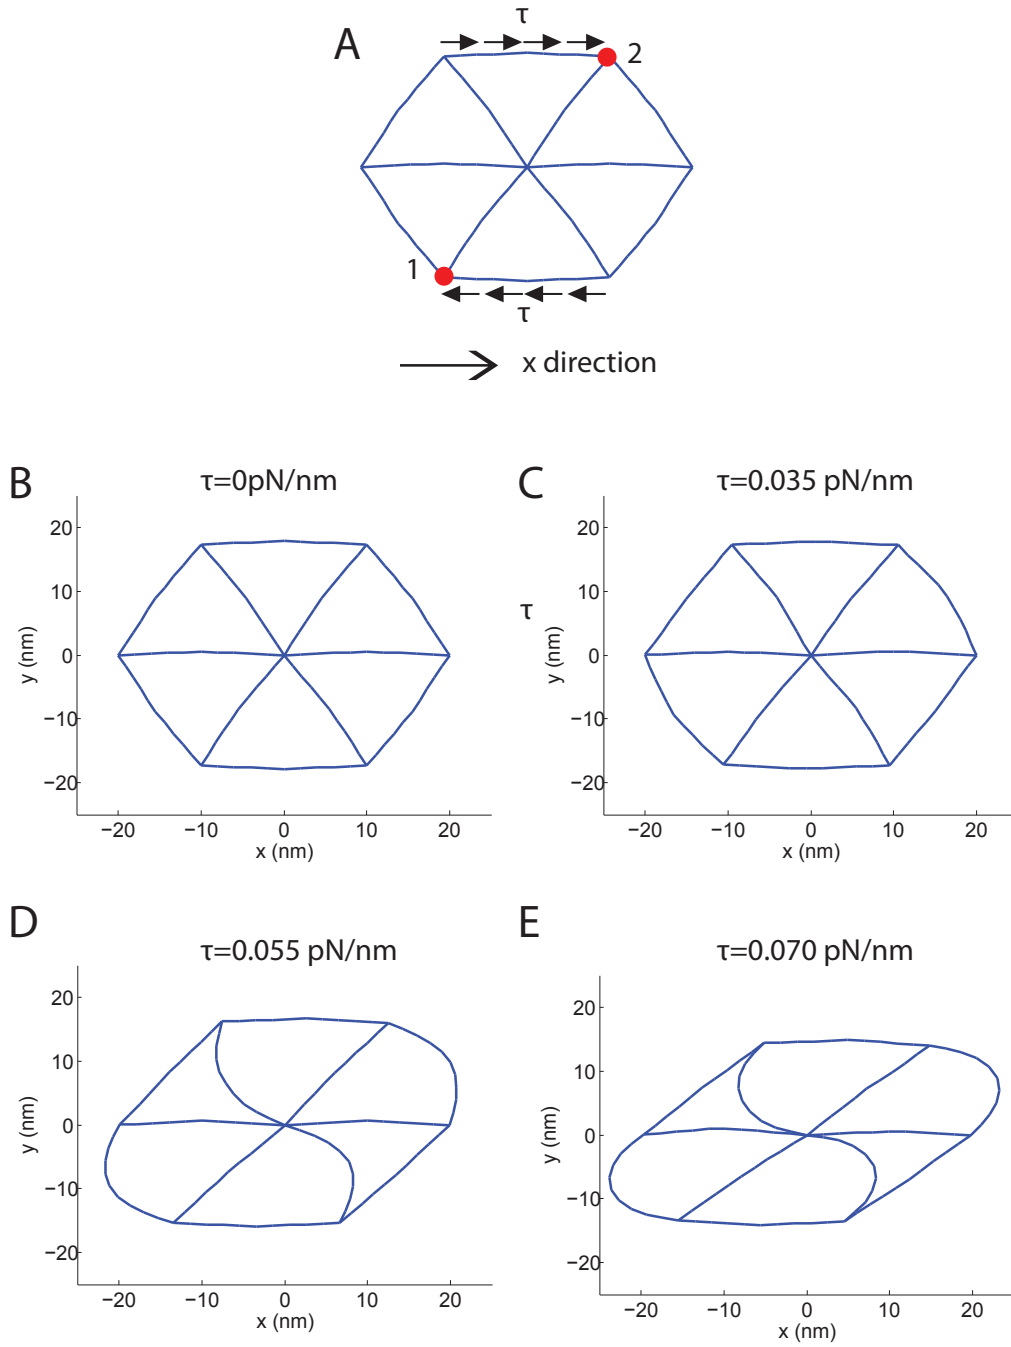 τ
A
2
1
τ
x direction
B
τ=0pN/nm
20
10
0
−10
−20
y (nm)
−20 −10 0 10 20
x (nm)
C
τ=0.035 pN/nm
τ
20
10
0
−10
−20
y (nm)
−20 −10 0 10 20
x (nm)
D
τ=0.055 pN/nm
20
10
0
−10
−20
y (nm)
−20 −10 0 10 20
x (nm)
E
τ=0.070 pN/nm
20
10
0
−10
−20
y (nm)
−20 −10 0 10 20
x (nm)